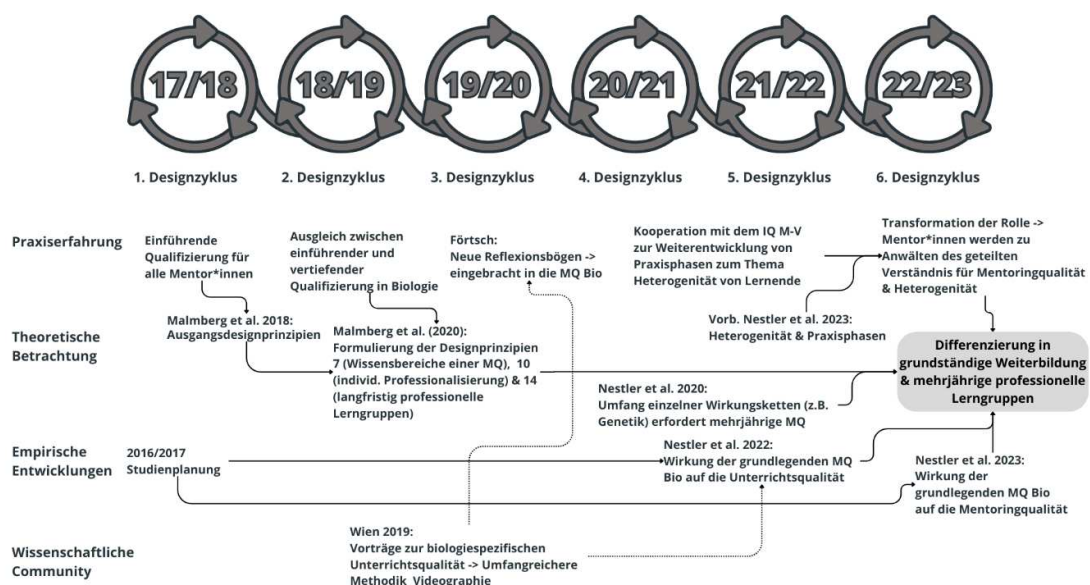 17/18
18/19
19/20
20/21
21/22
22/23
1. Designzyklus
2. Designzyklus
3. Designzyklus
4. Designzyklus
5. Designzyklus
6. Designzyklus
Praxiserfahrung
Einführende
Qualifizierung für
alle Mentor*innen
Ausgleich zwischen
einführender und
vertiefender
Qualifizierung in Biologie
Förtsch:
Neue Reflexionsbögen ->
eingebracht in die MQ Bio
Kooperation mit dem IQ M-V
zur Weiterentwicklung von
Praxisphasen zum Thema
Heterogenität von Lernende
Transformation der Rolle ->
Mentor*innen werden zu
Anwälten des geteilten
Verständnis für Mentoringqualität
& Heterogenität
Theoretische
Betrachtung
Malmberg et al. 2018:
Ausgangsdesignprinzipien
Malmberg et al. (2020):
Formulierung der Designprinzipien
7 (Wissensbereiche einer MQ), 10
(individ. Professionalisierung) & 14
(langfristig professionelle
Lerngruppen)
Vorb. Nestler et al. 2023:
Heterogenität & Praxisphasen
Nestler et al. 2020:
Umfang einzelner Wirkungsketten (z.B.
Genetik) erfordert mehrjährige MQ
Differenzierung in
grundständige Weiterbildung
& mehrjährige professionelle
Lerngruppen
Empirische
Entwicklungen
2016/2017
Studienplanung
Nestler et al. 2022:
Wirkung der grundlegenden MQ
Bio auf die Unterrichtsqualität
Nestler et al. 2023:
Wirkung der
grundlegenden MQ Bio
auf die Mentoringqualität
Wissenschaftliche
Community
Wien 2019:
Vorträge zur biologiespezifischen
Unterrichtsqualität -> Umfangreichere
Methodik Videographie